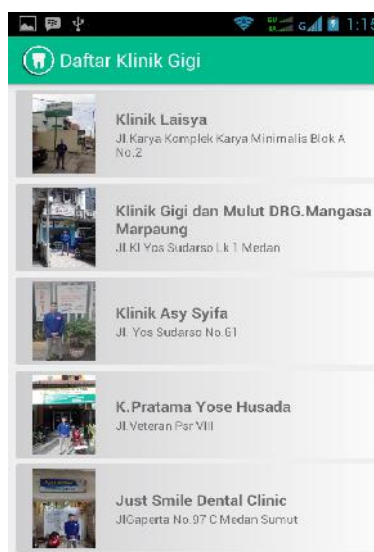 1:15
Daftar Klinik Gigi
Klinik Laisya
Jl.Karya Komplek Karya Minimalis Blok A
No.2
Klinik Gigi dan Mulut DRG.Mangasa
Marpaung
Jl.Kl Yos Sudarso Lk 1 Medan
Klinik Asy Syifa
Jl. Yos Sudarso No.61
K.Pratama Yose Husada
Jl.Veteran Psr VIII
Just Smile Dental Clinic
JlGaperta No.97 C Medan Sumut